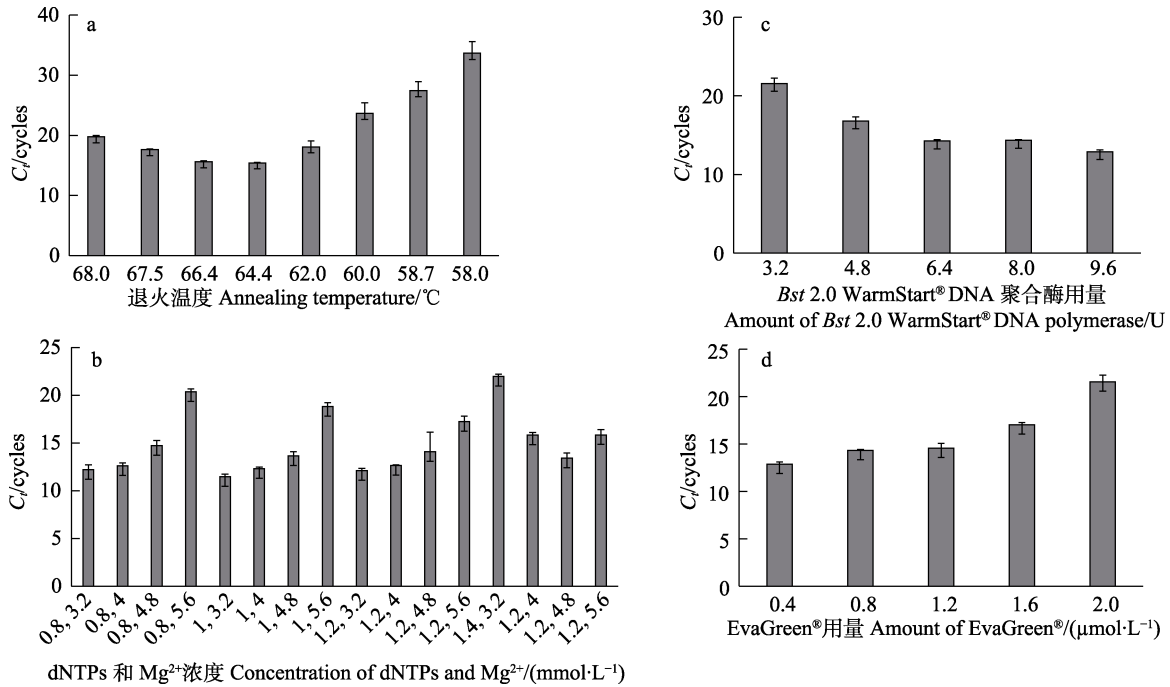 a
40
30
20
10
0
Ct/cycles
68.0 67.5 66.4 64.4 62.0 60.0 58.7 58.0
退火温度 Annealing temperature/℃
c
30
20
10
0
Ct/cycles
3.2 4.8 6.4 8.0 9.6
Bst 2.0 WarmStart® DNA 聚合酶用量
Amount of Bst 2.0 WarmStart® DNA polymerase/U
b
25
20
15
10
5
0
Ct/cycles
0.8, 3.2 0.8, 4 0.8, 4.8 0.8, 5.6 1, 3.2 1, 4 1, 4.8 1, 5.6 1.2, 3.2 1.2, 4 1.2, 4.8 1.2, 5.6 1.4, 3.2 1.2, 4 1.2, 4.8 1.2, 5.6
dNTPs 和 Mg²⁺浓度 Concentration of dNTPs and Mg²⁺/(mmol·L⁻¹)
d
25
20
15
10
5
0
Ct/cycles
0.4 0.8 1.2 1.6 2.0
EvaGreen®用量 Amount of EvaGreen®/(μmol·L⁻¹)